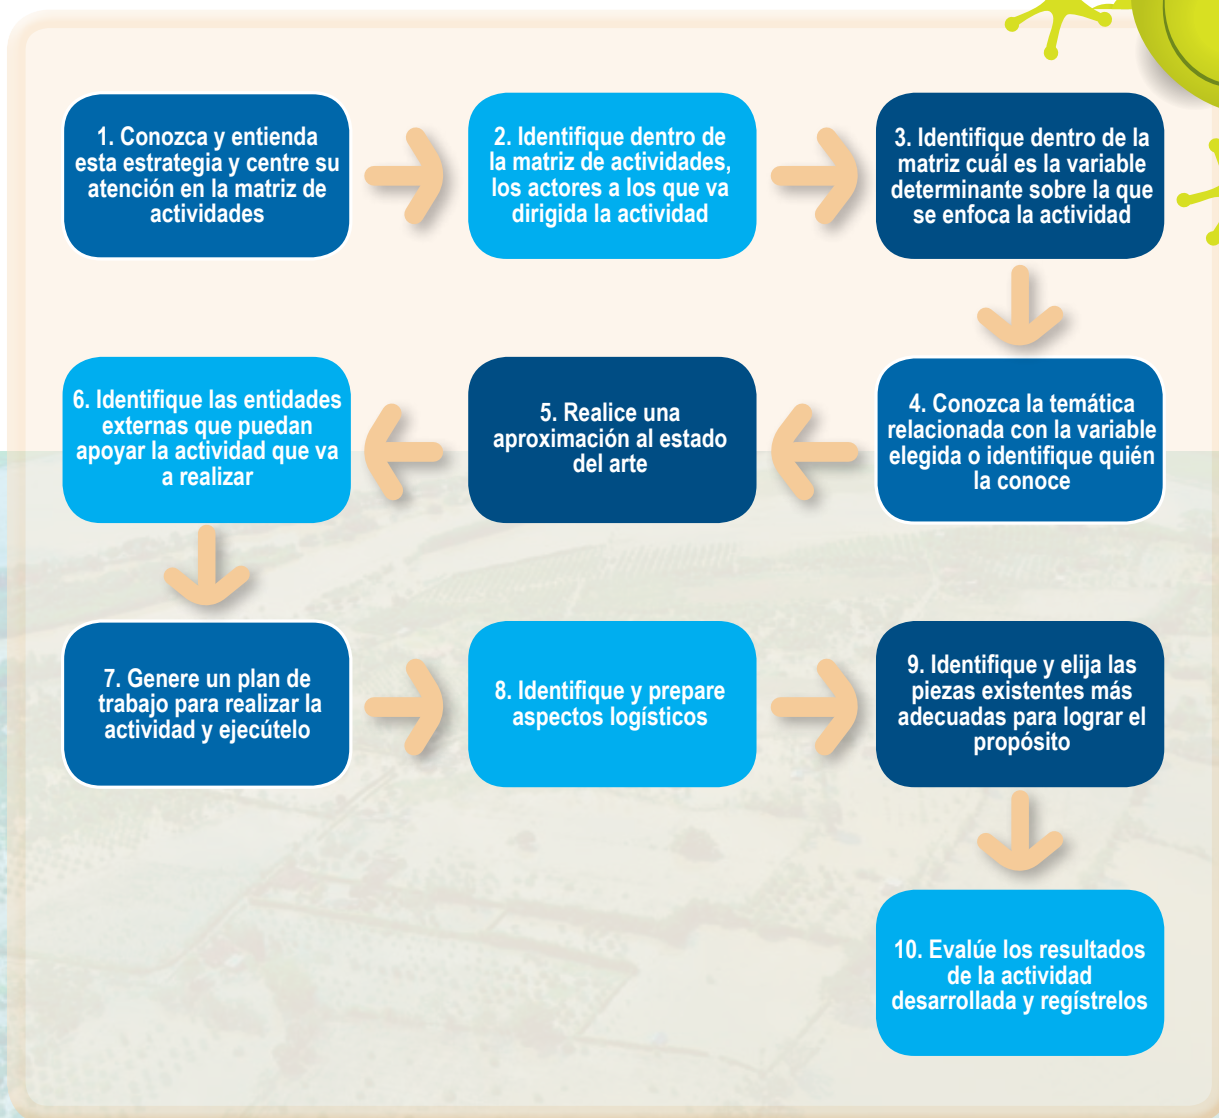 1. Conozca y entienda
esta estrategia y centre su
atención en la matriz de
actividades
2. Identifique dentro de
la matriz de actividades,
los actores a los que va
dirigida la actividad
3. Identifique dentro de la
matriz cuál es la variable
determinante sobre la que
se enfoca la actividad
4. Conozca la temática
relacionada con la variable
elegida o identifique quién
la conoce
5. Realice una
aproximación al estado
del arte
6. Identifique las entidades
externas que puedan
apoyar la actividad que va
a realizar
7. Genere un plan de
trabajo para realizar la
actividad y ejecútelo
8. Identifique y prepare
aspectos logísticos
9. Identifique y elija las
piezas existentes más
adecuadas para lograr el
propósito
10. Evalúe los resultados
de la actividad
desarrollada y regístrelos